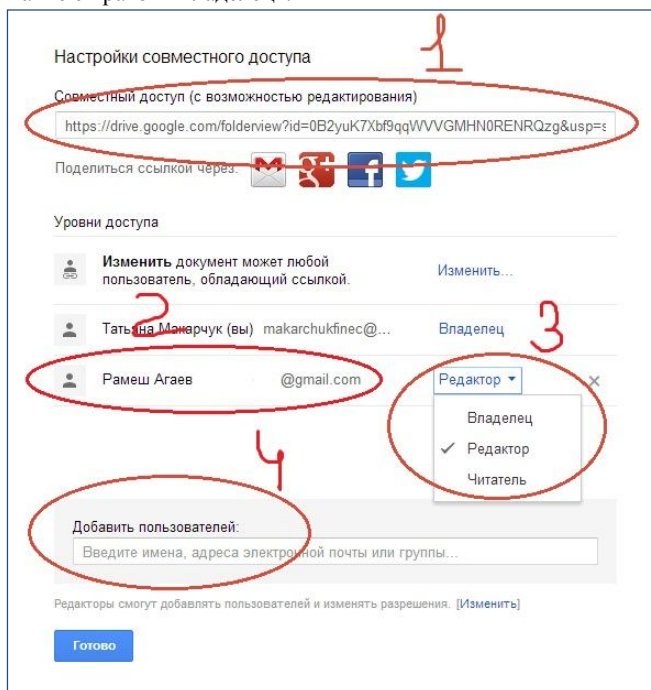 1
Настройки совместного доступа
Совместный доступ (с возможностью редактирования)
https://drive.google.com/folderview?id=0B2yuK7Xbf9qqWVVGMHN0RENRQzg&usp=s
Поделиться ссылкой через:
Уровни доступа
Изменить документ может любой
пользователь, обладающий ссылкой.
Изменить...
2
3
Татьяна Макарчук (вы) makarchukfinec@... Владелец
Рамеш Агаев @gmail.com Редактор
Владелец
Редактор
Читатель
4
Добавить пользователей:
Введите имена, адреса электронной почты или группы...
Редакторы смогут добавлять пользователей и изменять разрешения. [Изменить]
Готово